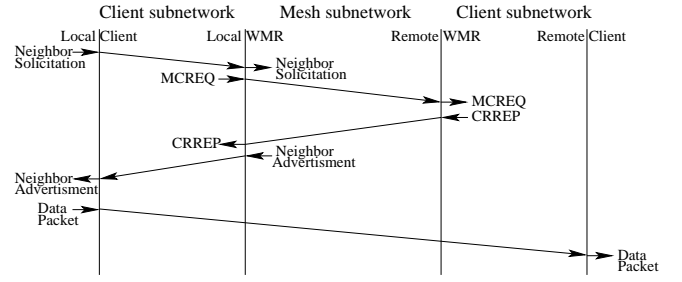 Client subnetwork Mesh subnetwork Client subnetwork
Local Client Local WMR Remote WMR Remote Client
Neighbor
Solicitation
Neighbor
Solicitation
MCREQ
MCREQ
CRREP
CRREP
Neighbor
Advertisment
Neighbor
Advertisment
Data
Packet
Data
Packet